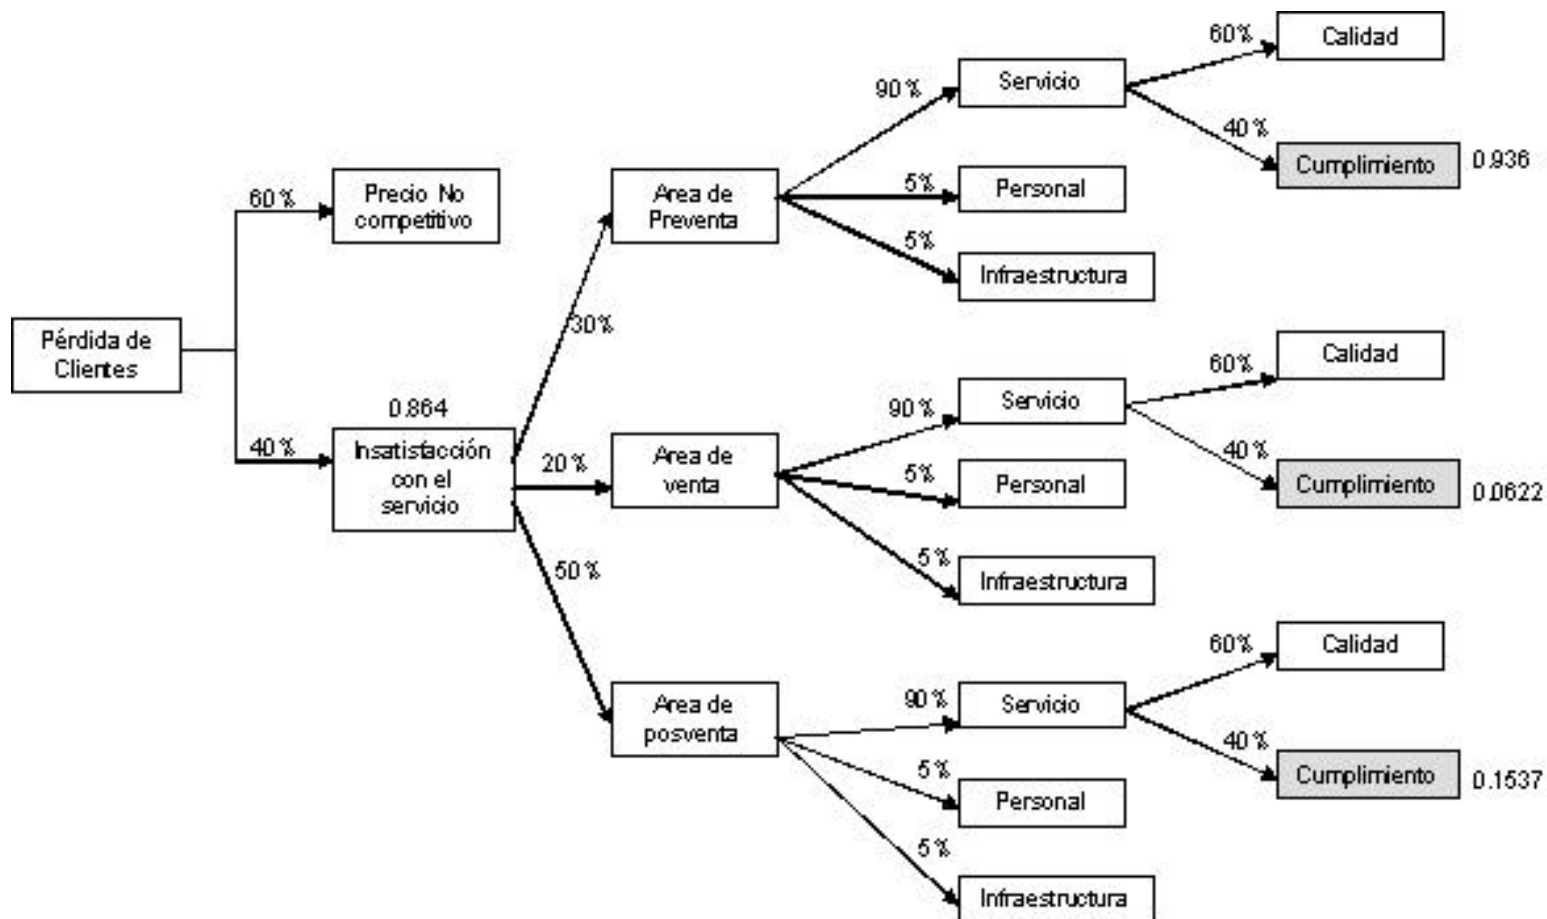 60%
Calidad
Servicio
90%
40%
Cumplimiento
0.936
60%
Precio No
competitivo
Area de
Preventa
5%
Personal
5%
Infraestructura
30%
Pérdida de
Clientes
0.864
40%
Insatisfacción
con el
servicio
20%
Area de
venta
90%
Servicio
60%
Calidad
40%
Cumplimiento
0.0622
5%
Personal
5%
Infraestructura
50%
Area de
posventa
90%
Servicio
60%
Calidad
40%
Cumplimiento
0.1537
5%
Personal
5%
Infraestructura